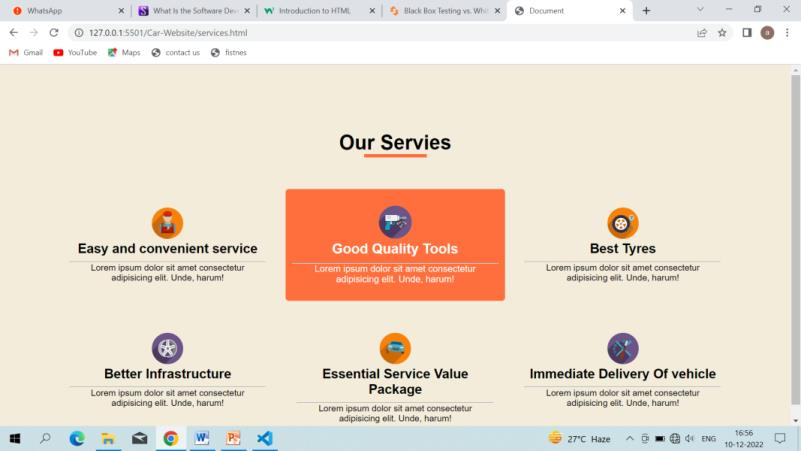 WhatsApp
What Is the Software Dev
Introduction to HTML
Black Box Testing vs. Whi
Document
127.0.0.1:5501/Car-Website/services.html
Gmail
YouTube
Maps
contact us
fistnes
Our Servies
Easy and convenient service
Lorem ipsum dolor sit amet consectetur
adipisicing elit. Unde, harum!
Good Quality Tools
Lorem ipsum dolor sit amet consectetur
adipisicing elit. Unde, harum!
Best Tyres
Lorem ipsum dolor sit amet consectetur
adipisicing elit. Unde, harum!
Better Infrastructure
Lorem ipsum dolor sit amet consectetur
adipisicing elit. Unde, harum!
Essential Service Value
Package
Lorem ipsum dolor sit amet consectetur
adipisicing elit. Unde, harum!
Immediate Delivery Of vehicle
Lorem ipsum dolor sit amet consectetur
adipisicing elit. Unde, harum!
27°C Haze
ENG
16:56
10-12-2022